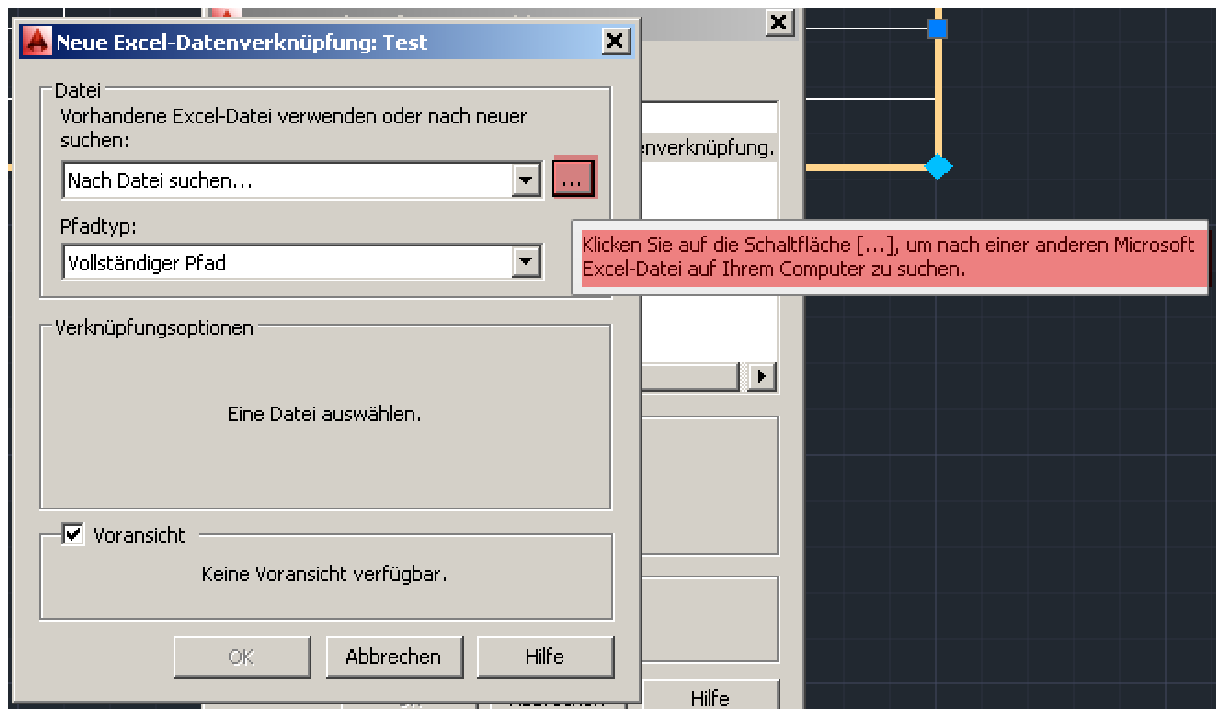 Neue Excel-Datenverknüpfung: Test
Datei
Vorhandene Excel-Datei verwenden oder nach neuer
suchen:
Nach Datei suchen...
...
Pfadtyp:
Vollständiger Pfad
enverknüpfung.
Klicken Sie auf die Schaltfläche [...], um nach einer anderen Microsoft
Excel-Datei auf Ihrem Computer zu suchen.
Verknüpfungsoptionen
Eine Datei auswählen.
Voransicht
Keine Voransicht verfügbar.
OK
Abbrechen
Hilfe
Hilfe